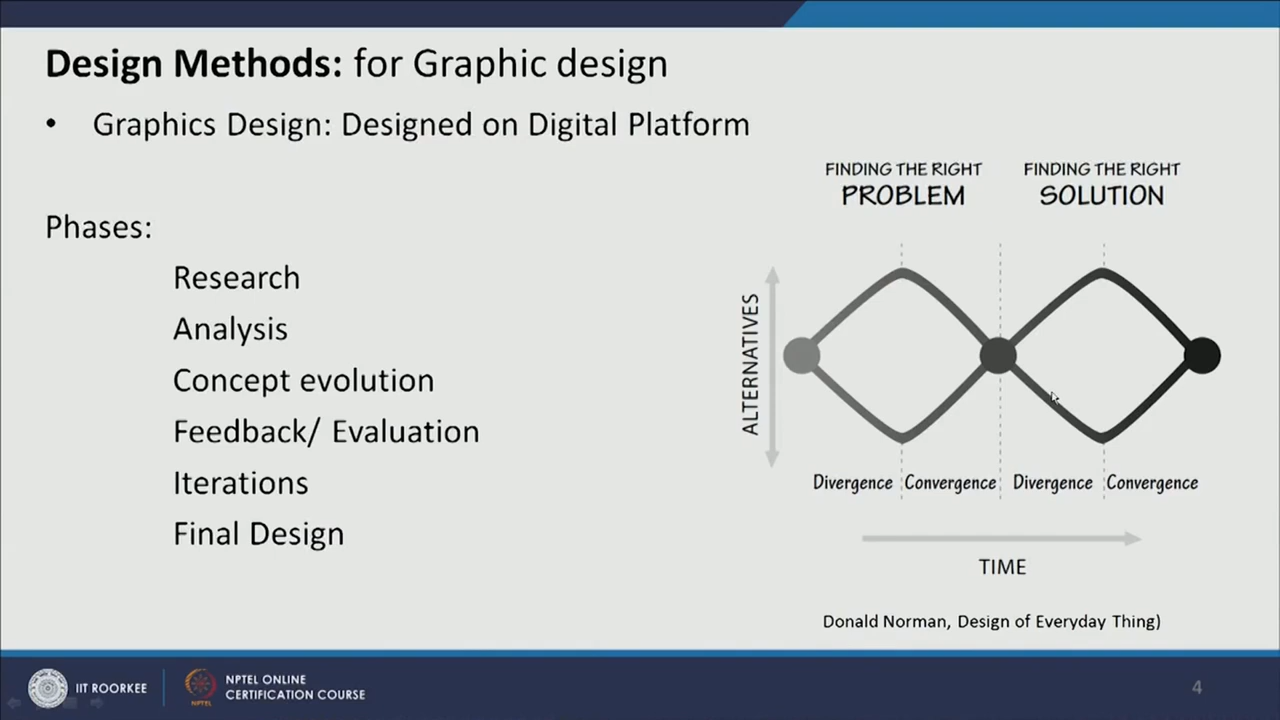 Design Methods: for Graphic design
• Graphics Design: Designed on Digital Platform
Phases:
Research
Analysis
Concept evolution
Feedback/ Evaluation
Iterations
Final Design
FINDING THE RIGHT
PROBLEM
FINDING THE RIGHT
SOLUTION
ALTERNATIVES
Divergence Convergence Divergence Convergence
TIME
Donald Norman, Design of Everyday Thing)
IIT ROORKEE
NPTEL
NPTEL ONLINE
CERTIFICATION COURSE
4